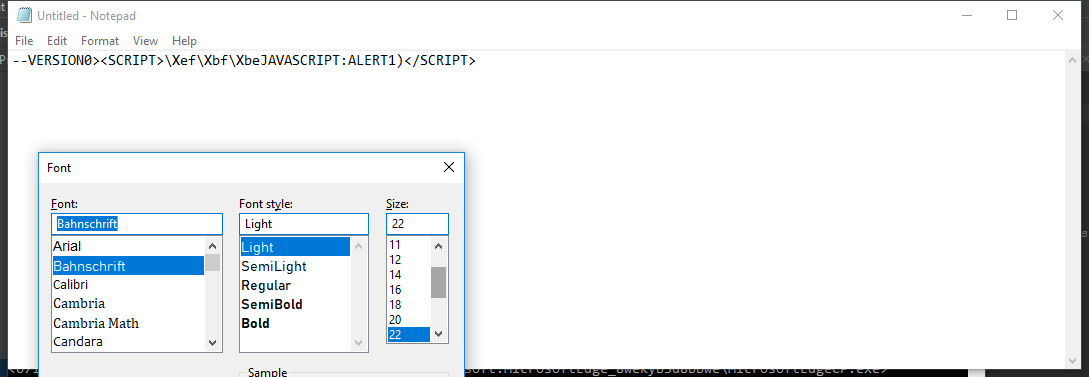 Untitled - Notepad
File Edit Format View Help
--VERSION0><SCRIPT>\Xef\Xbf\XbeJAVASCRIPT:ALERT1)</SCRIPT>
Font
Font: Font style: Size:
Bahnschrift Light 22
Arial Light 11
Bahnschrift SemiLight 12
Calibri Regular 14
Cambria SemiBold 16
Cambria Math Bold 18
Candara 20
22
Sample